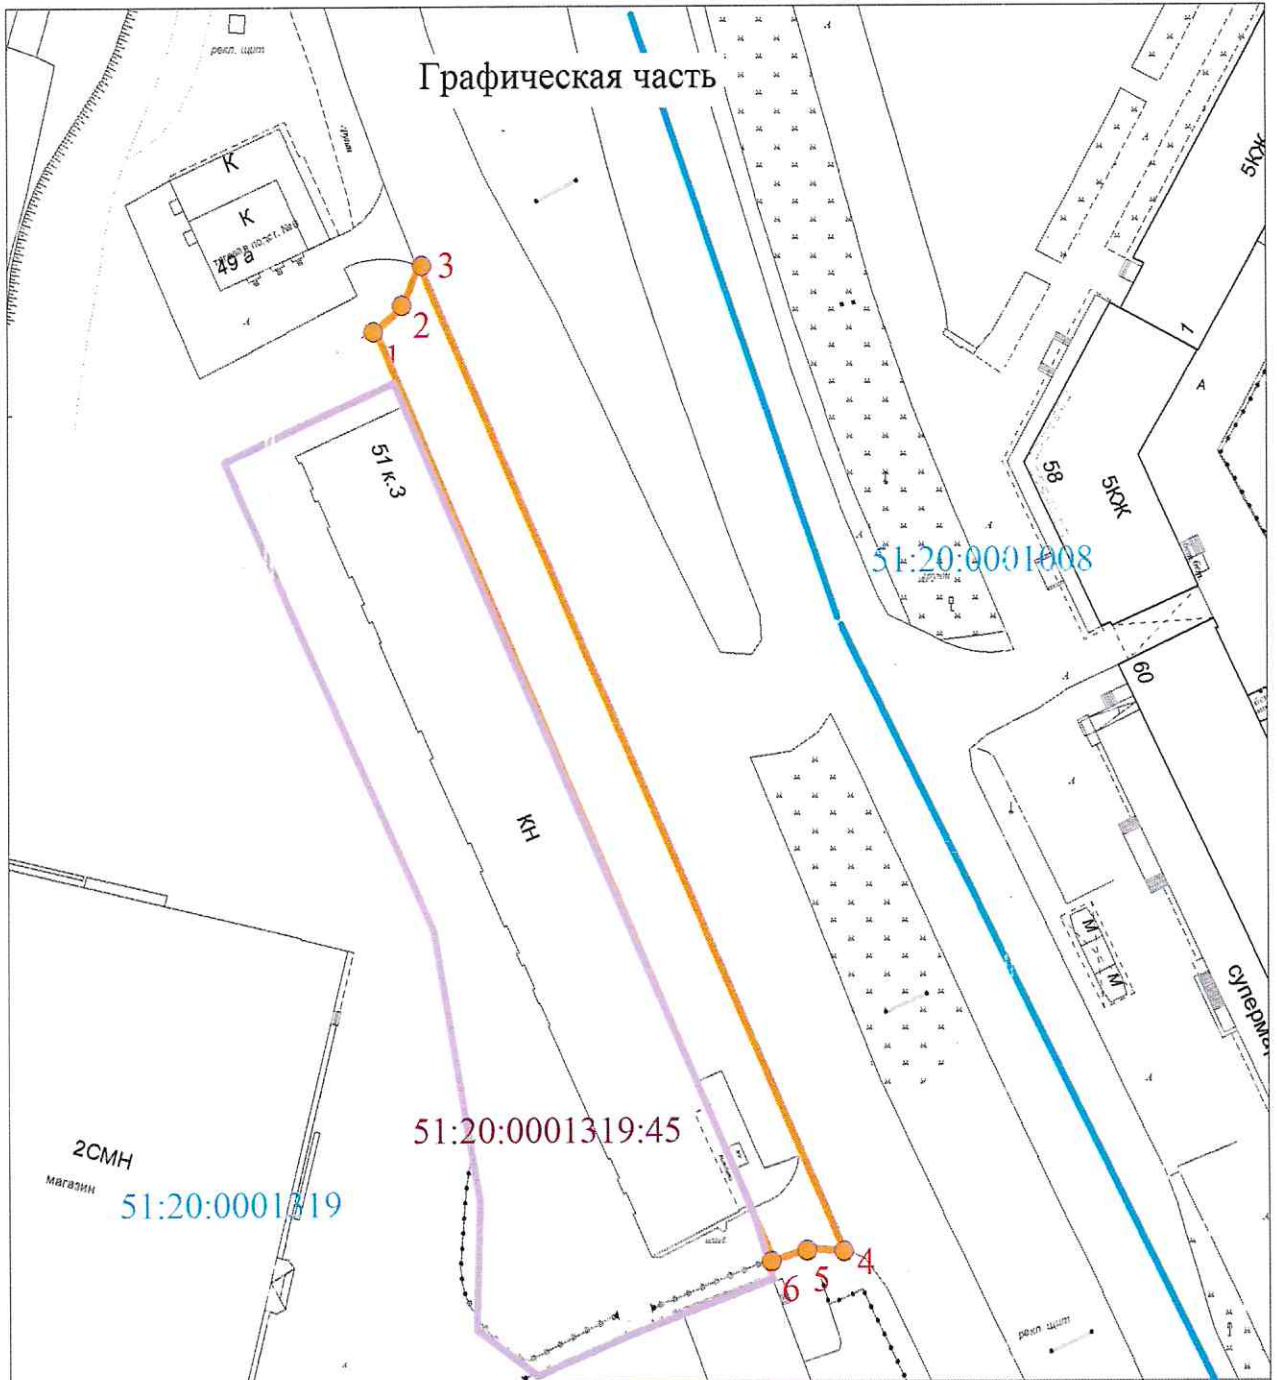 рекл. щит
Графическая часть
К
К
49 а
5КЖ
3
2
1
1
А
51 к.3
58
5КЖ
51:20:0001008
60
КН
М
М
супермар
51:20:0001319:45
2СМН
магазин
51:20:0001319
4
5
6
рекл. щит